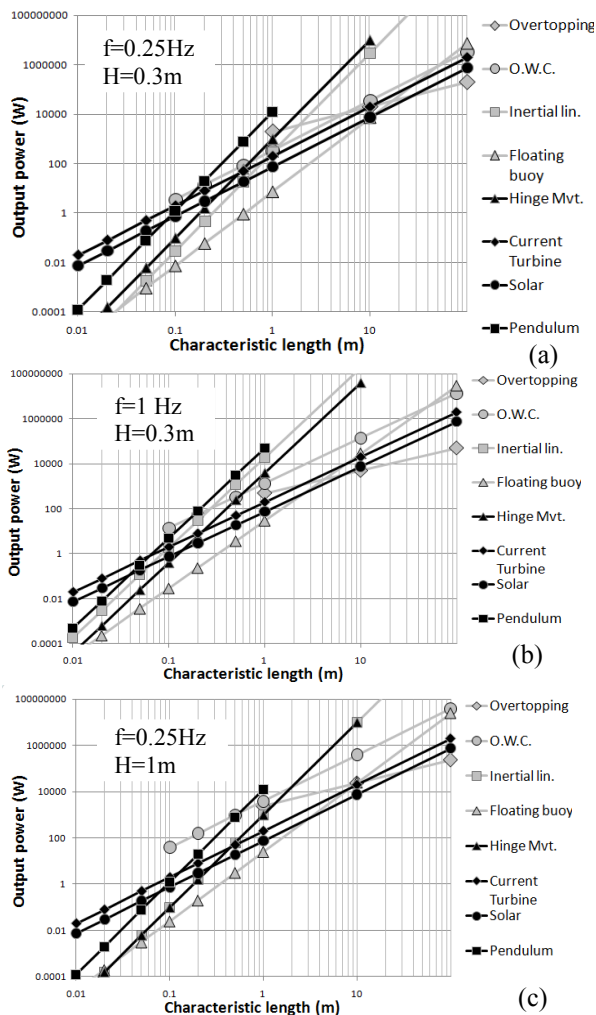 f=0.25Hz
H=0.3m
Output power (W)
100000000
1000000
10000
100
1
0.01
0.0001
0.01
0.1
1
10
Characteristic length (m)
(a)
Overtopping
O.W.C.
Inertial lin.
Floating
buoy
Hinge Mvt.
Current
Turbine
Solar
Pendulum
f=1 Hz
H=0.3m
Output power (W)
100000000
1000000
10000
100
1
0.01
0.0001
0.01
0.1
1
10
Characteristic length (m)
(b)
Overtopping
O.W.C.
Inertial lin.
Floating buoy
Hinge Mvt.
Current
Turbine
Solar
Pendulum
f=0.25Hz
H=1m
Output power (W)
100000000
1000000
10000
100
1
0.01
0.0001
0.01
0.1
1
10
Characteristic length (m)
(c)
Overtopping
O.W.C.
Inertial lin.
Floating buoy
Hinge Mvt.
Current
Turbine
Solar
Pendulum